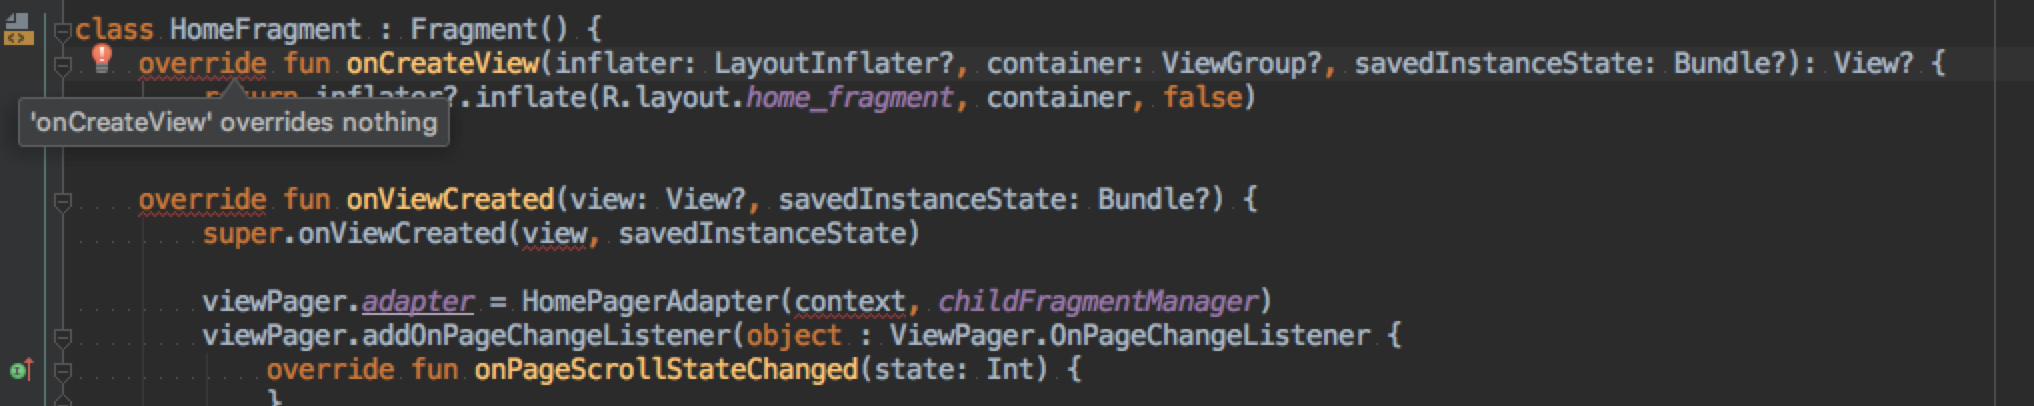 class HomeFragment : Fragment() {
override fun onCreateView(inflater: LayoutInflater?, container: ViewGroup?, savedInstanceState: Bundle?): View? {
return inflater?.inflate(R.layout.home_fragment, container, false)
'onCreateView' overrides nothing
override fun onViewCreated(view: View?, savedInstanceState: Bundle?) {
super.onViewCreated(view, savedInstanceState)
viewPager.adapter = HomePagerAdapter(context, childFragmentManager)
viewPager.addOnPageChangeListener(object : ViewPager.OnPageChangeListener {
override fun onPageScrollStateChanged(state: Int) {
}